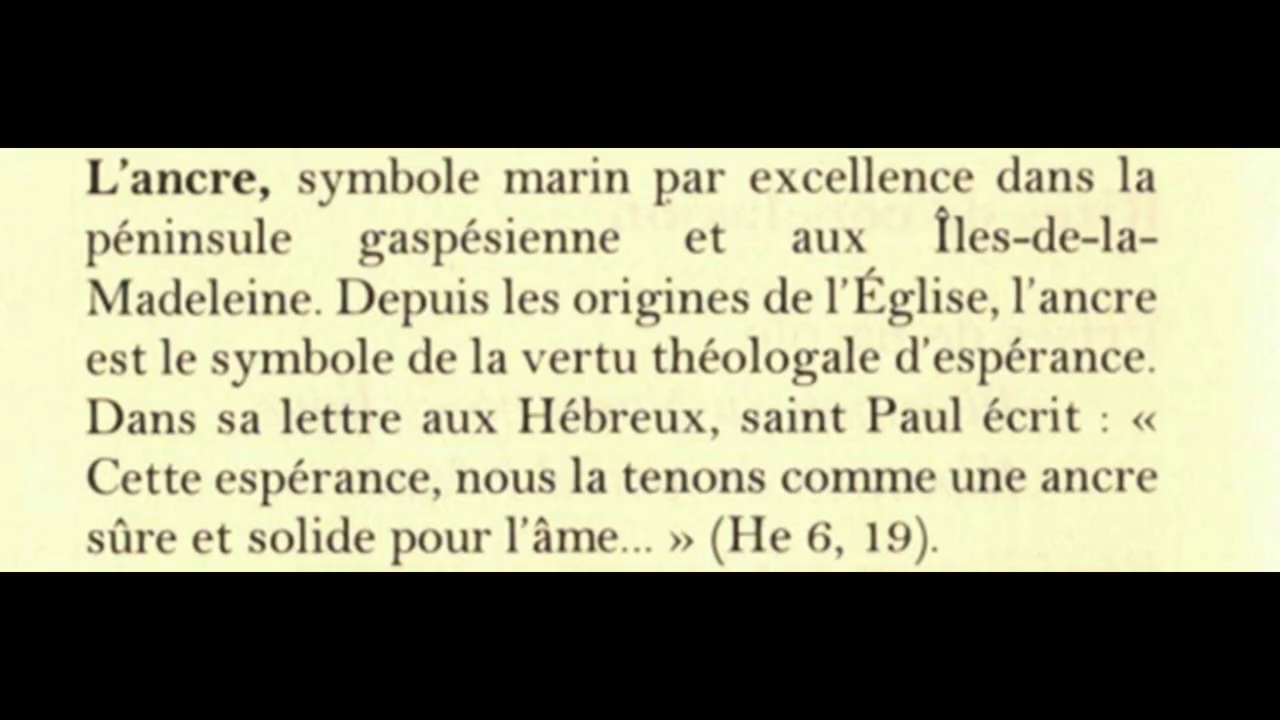 L'ancre, symbole marin par excellence dans la
péninsule gaspésienne et aux Îles-de-la-
Madeleine. Depuis les origines de l'Église, l'ancre
est le symbole de la vertu théologale d'espérance.
Dans sa lettre aux Hébreux, saint Paul écrit : «
Cette espérance, nous la tenons comme une ancre
sûre et solide pour l'âme... » (He 6, 19).